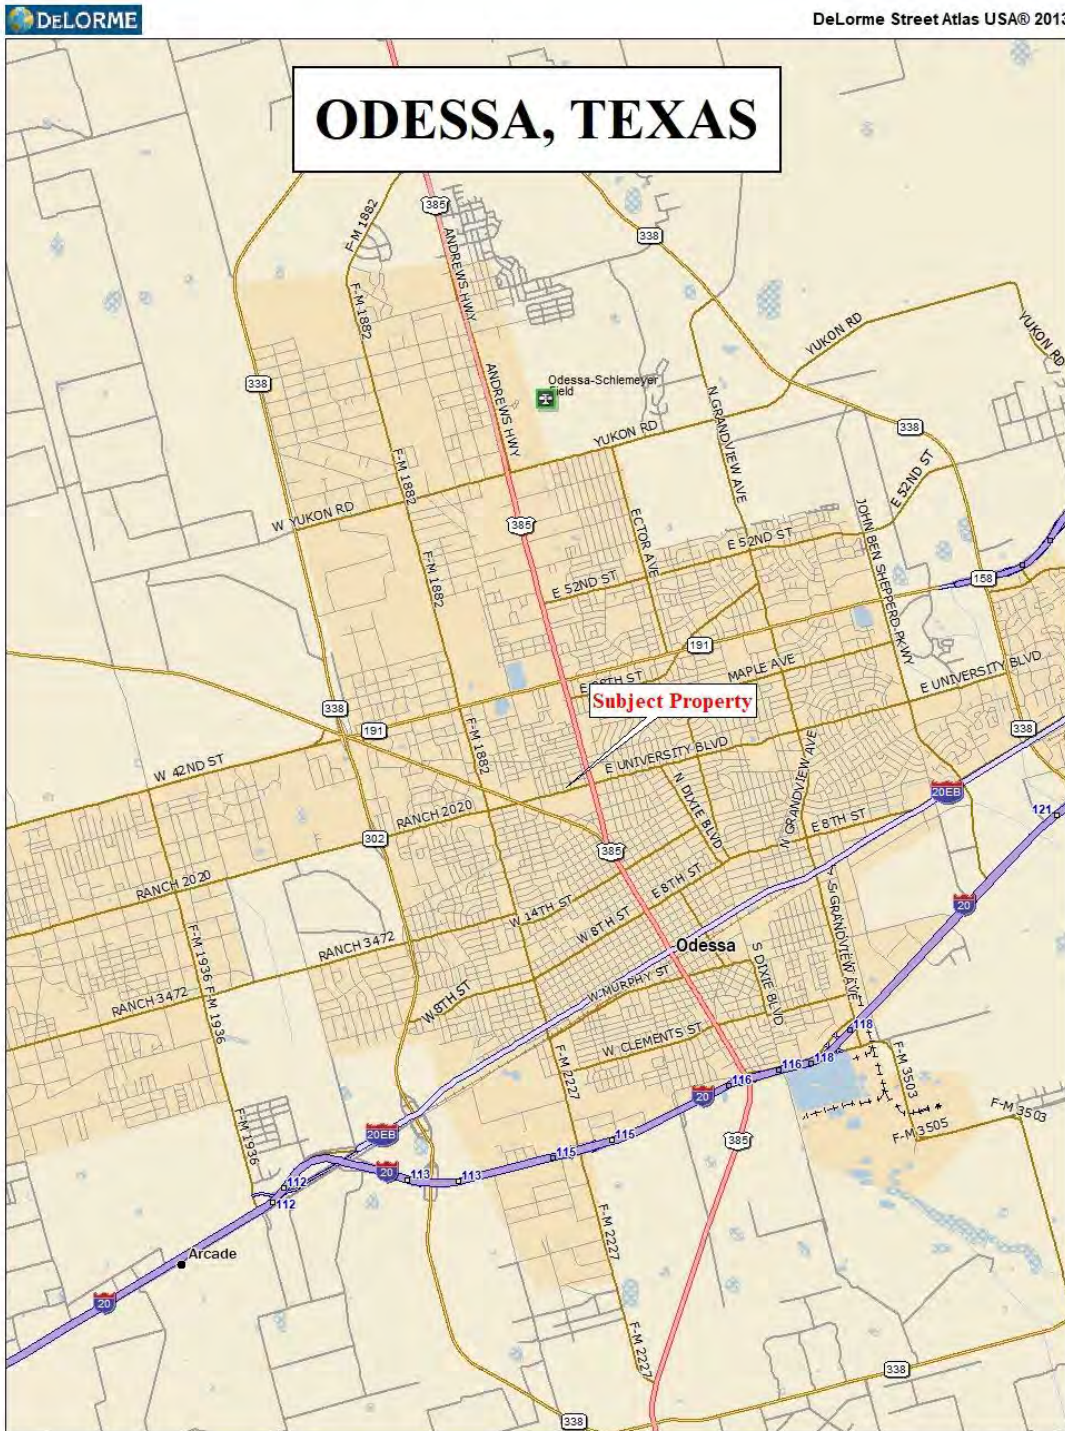 DELORME
DeLorme Street Atlas USA® 2013
ODESSA, TEXAS
385
F-M 1882
338
ANDREWS HWY
F-M 1882
YUKON RD
YUKON RD
338
Odessa-Schlemeyer
Field
ANDREWS HWY
N GRANDVIEW AVE
338
YUKON RD
F-M 1882
E 52ND ST
W YUKON RD
385
ECTOR AVE
JOHN BEN SHEPPERD PKWY
E 52ND ST
F-M 1882
E 52ND ST
158
191
MAPLE AVE
E UNIVERSITY BLVD
Subject Property
338
191
338
F-M 1882
W 42ND ST
E UNIVERSITY BLVD
N DIXIE BLVD
N GRANDVIEW AVE
20EB
121
RANCH 2020
302
E 8TH ST
385
RANCH 2020
E 8TH ST
S GRANDVIEW AVE
20
W 14TH ST
W 8TH ST
RANCH 3472
Odessa
F-M 1936
F-M 1936
S DIXIE BLVD
W MURPHY ST
RANCH 3472
W 8TH ST
W CLEMENTS ST
118
F-M 2227
116
118
F-M 3503
116
20
F-M 3503
F-M 1936
20EB
115
115
385
F-M 3505
20
113
113
112
112
F-M 2227
Arcade
20
F-M 2227
338
338